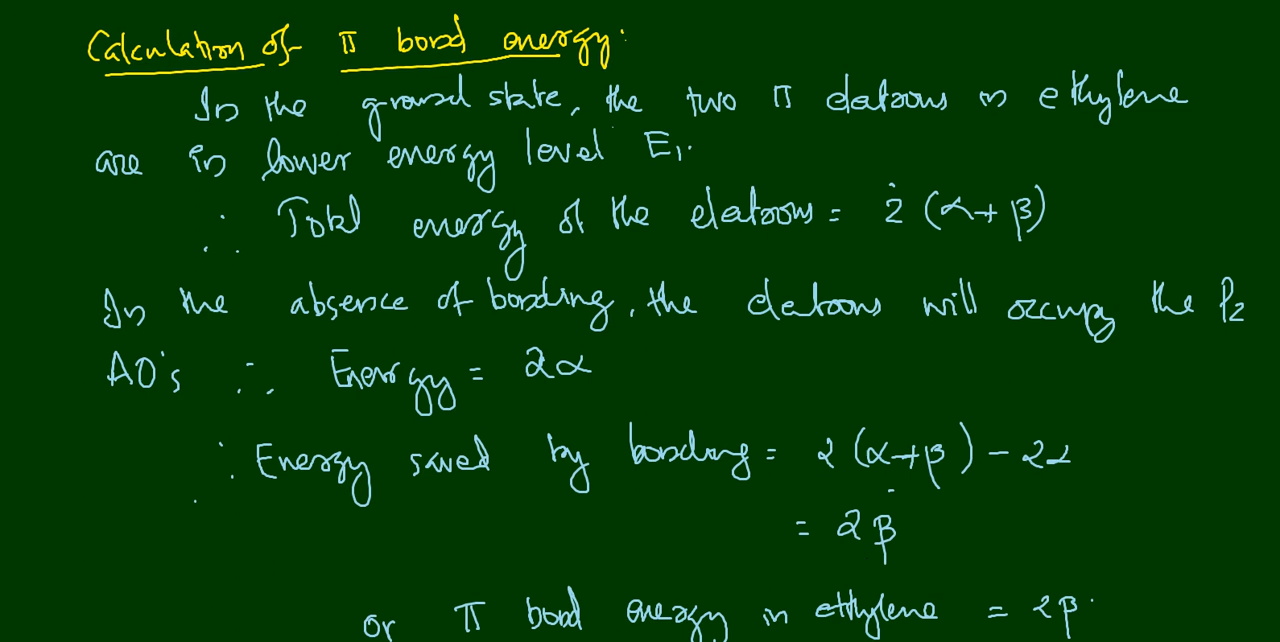 Calculation of π bond energy:
In the ground state, the two π electrons in ethylene
are in lower energy level E₁.
∴ Total energy of the electrons = 2 (α + β)
In the absence of bonding, the electrons will occupy the Pz
AO's ∴ Energy = 2α
∴ Energy saved by bonding = 2 (α + β) - 2α
= 2β
or π bond energy in ethylene = 2β.